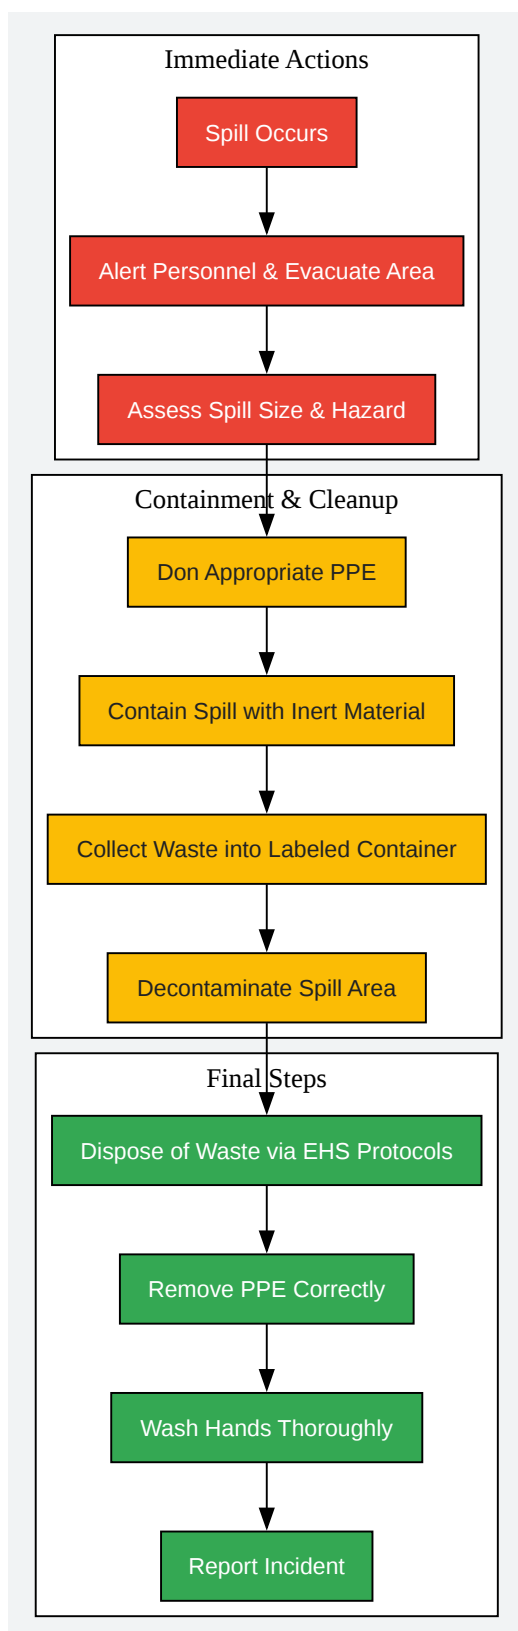 Immediate Actions
Spill Occurs
Alert Personnel & Evacuate Area
Assess Spill Size & Hazard
Containment & Cleanup
Don Appropriate PPE
Contain Spill with Inert Material
Collect Waste into Labeled Container
Decontaminate Spill Area
Final Steps
Dispose of Waste via EHS Protocols
Remove PPE Correctly
Wash Hands Thoroughly
Report Incident